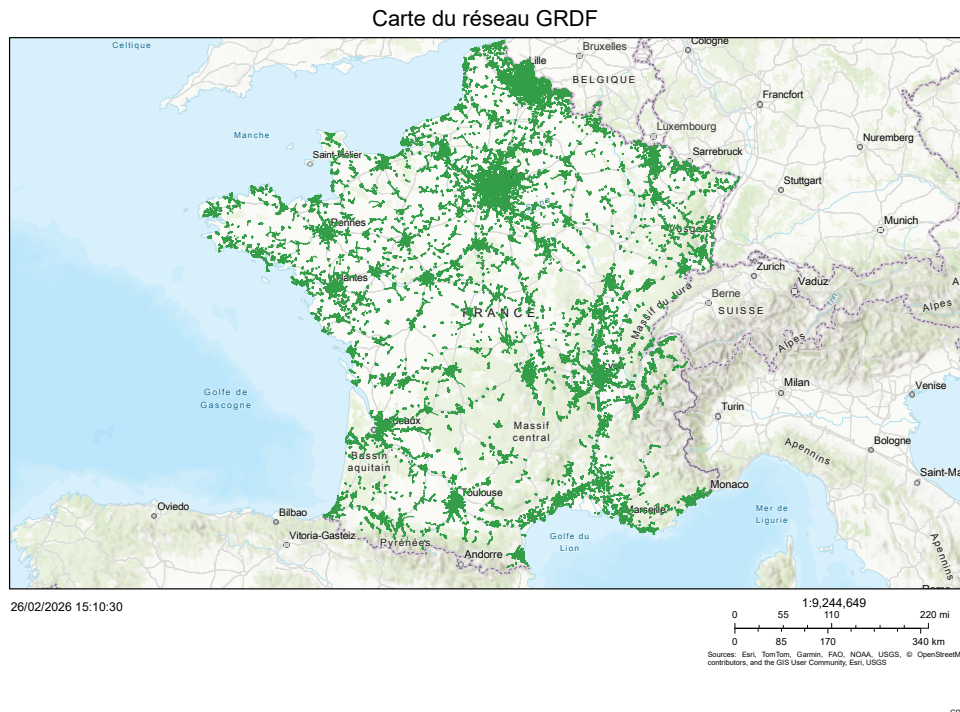 Carte du réseau GRDF
Celtique
Bruxelles
Cologne
Lille
BELGIQUE
Francfort
Manche
Luxembourg
Nuremberg
Saint-Hélier
Sarrebruck
Stuttgart
Rennes
Vosges
Munich
Nantes
Zurich
Vaduz
Berne
Inn
Massif du Jura
SUISSE
Alpes
FRANCE
Alpes
Milan
Venise
Golfe de
Gascogne
Turin
Massif
central
Apennins
Bologne
Bassin
aquitain
Saint-Ma
Toulouse
Monaco
Oviedo
Bilbao
Marseille
Mer de
Ligurie
Vitoria-Gasteiz
Pyrénées
Golfe du
Lion
Andorre
Apennins
26/02/2026 15:10:30
1:9,244,649
0 55 110 220 mi
0 85 170 340 km
Sources: Esri, TomTom, Garmin, FAO, NOAA, USGS, © OpenStreetM
contributors, and the GIS User Community, Esri, USGS